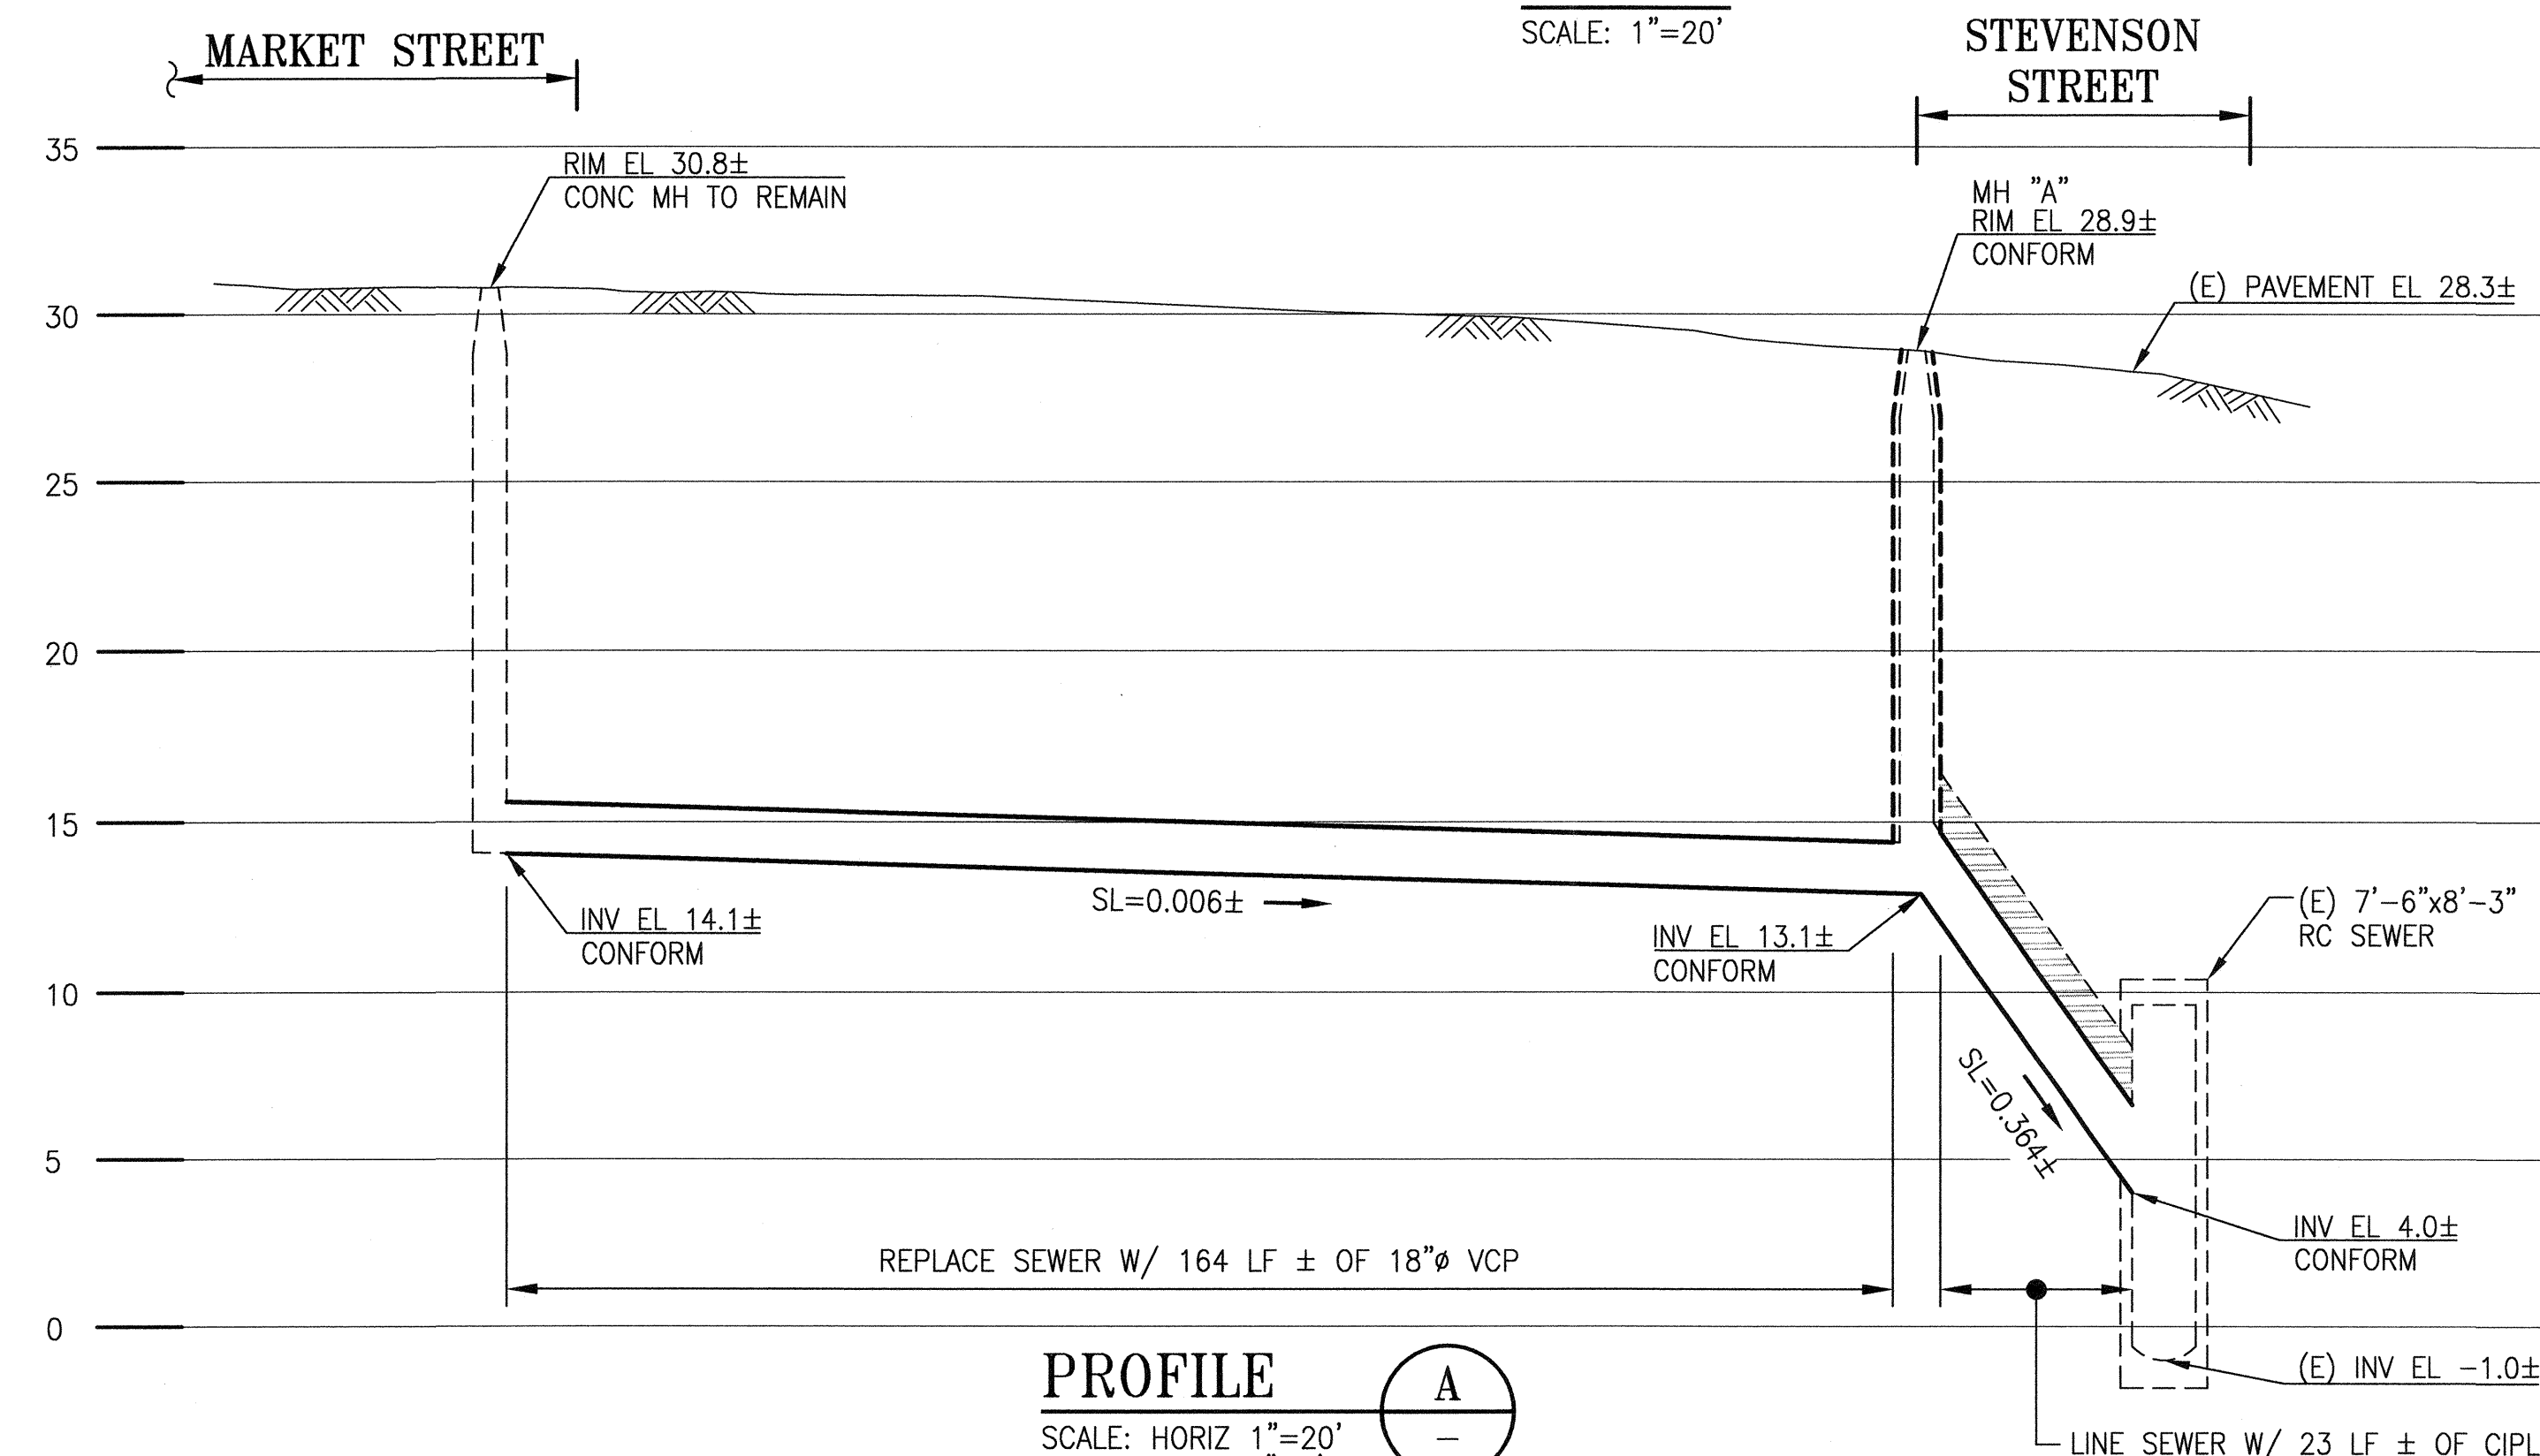 SCALE: 1"=20'
MARKET STREET
STEVENSON
STREET
35
RIM EL 30.8±
CONC MH TO REMAIN
MH "A"
RIM EL 28.9±
CONFORM
(E) PAVEMENT EL 28.3±
30
25
20
15
INV EL 14.1±
CONFORM
SL=0.006±
INV EL 13.1±
CONFORM
(E) 7'-6"x8'-3"
RC SEWER
10
SL=0.364±
5
INV EL 4.0±
CONFORM
REPLACE SEWER W/ 164 LF ± OF 18"ø VCP
0
(E) INV EL -1.0±
PROFILE
A
-
SCALE: HORIZ 1"=20'
LINE SEWER W/ 23 LF ± OF CIPL